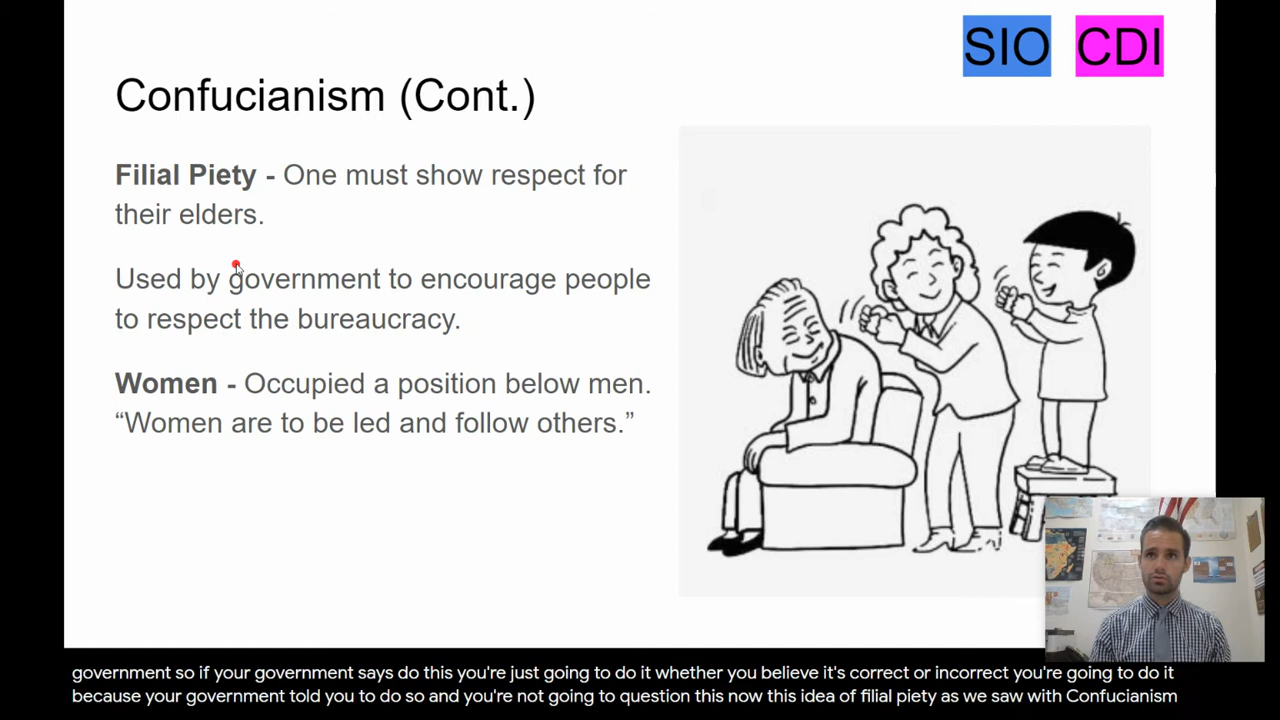 SIO CDI
Confucianism (Cont.)
Filial Piety - One must show respect for
their elders.
Used by government to encourage people
to respect the bureaucracy.
Women - Occupied a position below men.
“Women are to be led and follow others.”
government so if your government says do this you're just going to do it whether you believe it's correct or incorrect you're going to do it
because your government told you to do so and you're not going to question this now this idea of filial piety as we saw with Confucianism